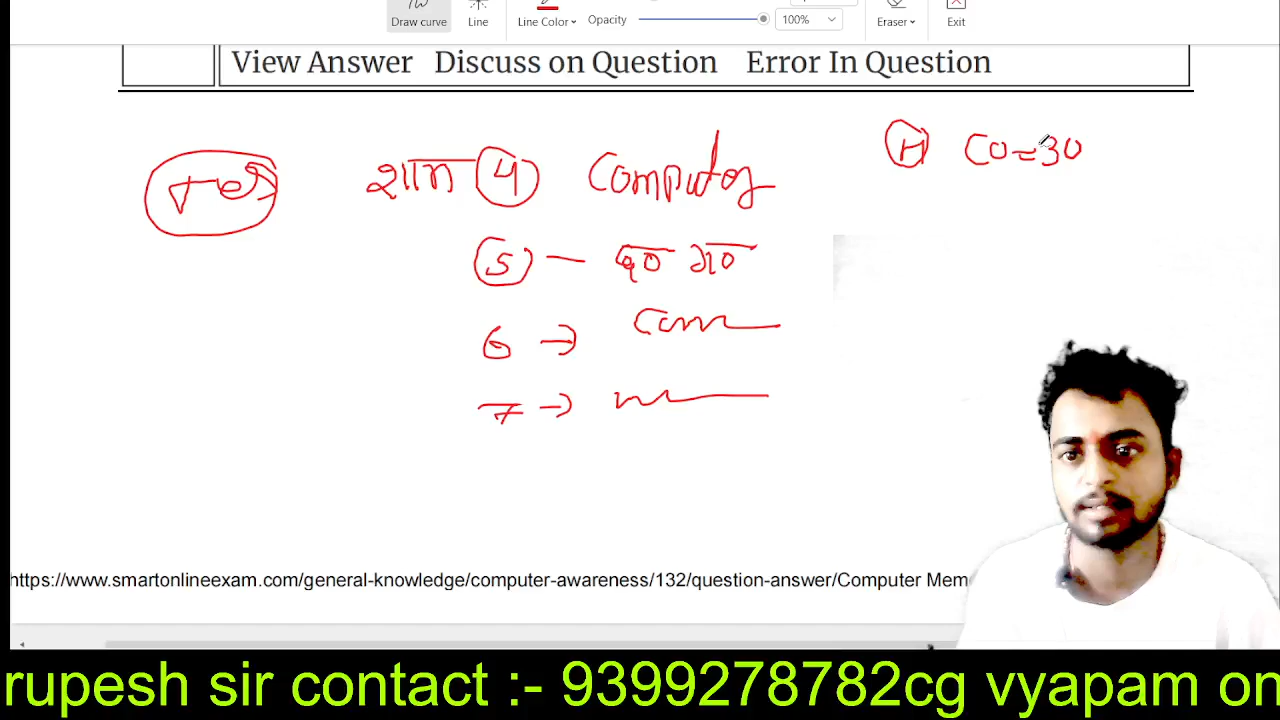 Draw curve Line Line Color Opacity 100% Eraser Exit
View Answer Discuss on Question Error In Question
H CO=30
शाम 4 Computer
5 –
6 → Com
7 →
https://www.smartonlineexam.com/general-knowledge/computer-awareness/132/question-answer/Computer Mem
rupesh sir contact :- 9399278782cg vyapam on